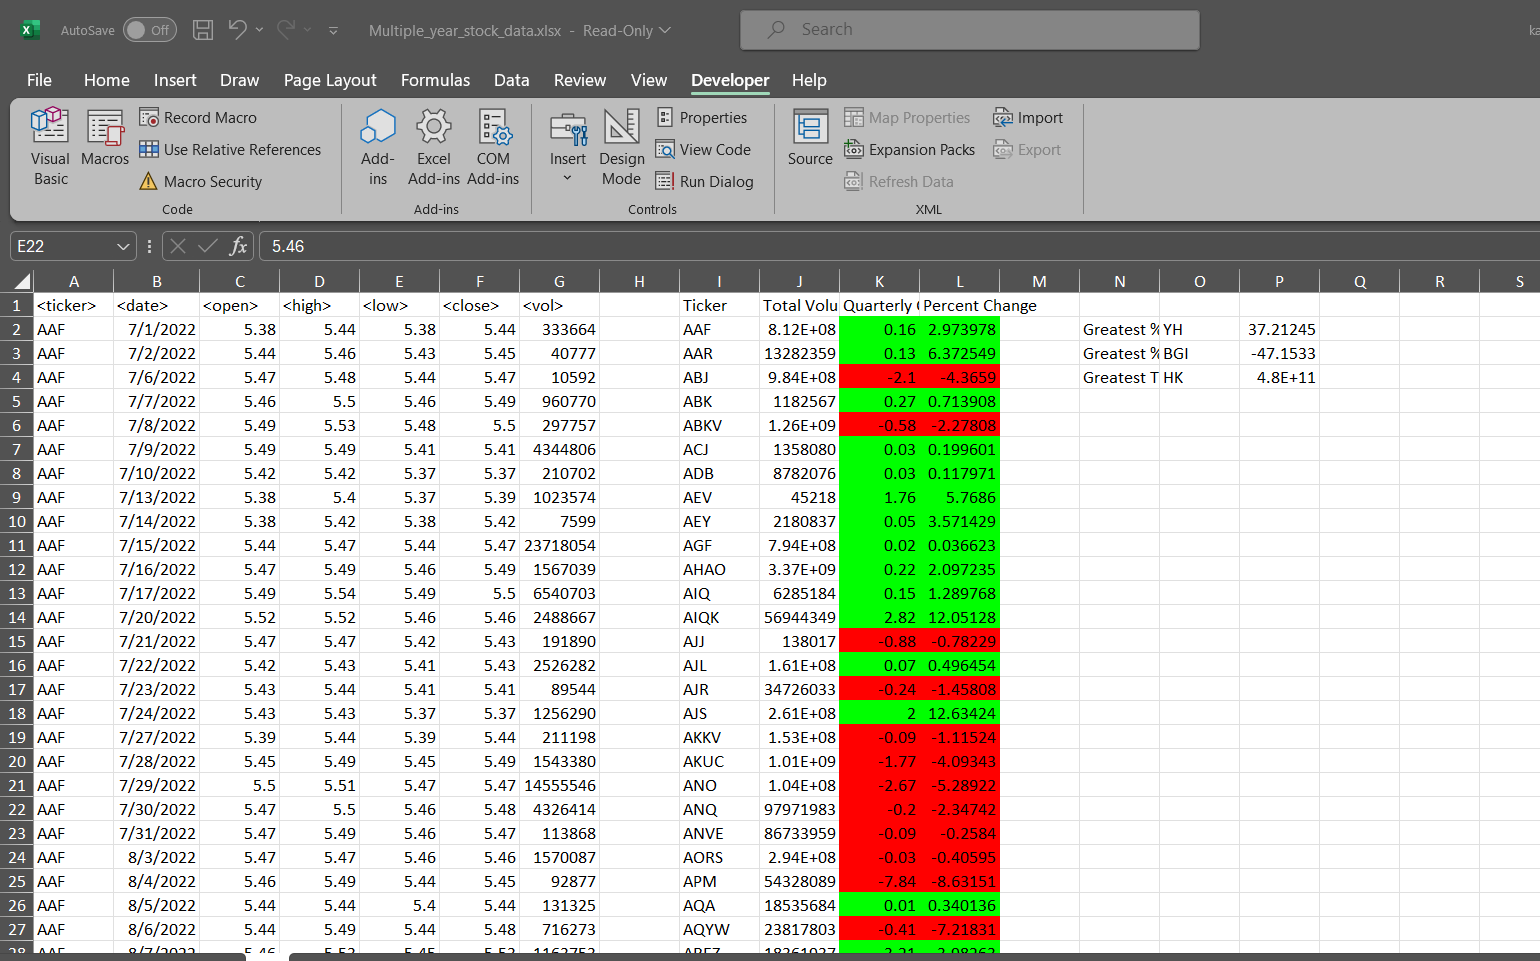 AutoSave Off Multiple_year_stock_data.xlsx - Read-Only Search
File Home Insert Draw Page Layout Formulas Data Review View Developer Help
Visual Basic
Macros
Record Macro
Use Relative References
Macro Security
Code
Add-ins
Excel Add-ins
COM Add-ins
Add-ins
Insert
Design Mode
Properties
View Code
Run Dialog
Controls
Source
Map Properties
Expansion Packs
Refresh Data
Import
Export
XML
E22 fx 5.46
A B C D E F G H I J K L M N O P Q R S
1 <ticker> <date> <open> <high> <low> <close> <vol> Ticker Total Volu Quarterly Percent Change
2 AAF 7/1/2022 5.38 5.44 5.38 5.44 333664 AAF 8.12E+08 0.16 2.973978 Greatest % YH 37.21245
3 AAF 7/2/2022 5.44 5.46 5.43 5.45 40777 AAR 13282359 0.13 6.372549 Greatest % BGI -47.1533
4 AAF 7/6/2022 5.47 5.48 5.44 5.47 10592 ABJ 9.84E+08 -2.1 -4.3659 Greatest T HK 4.8E+11
5 AAF 7/7/2022 5.46 5.5 5.46 5.49 960770 ABK 1182567 0.27 0.713908
6 AAF 7/8/2022 5.49 5.53 5.48 5.5 297757 ABKV 1.26E+09 -0.58 -2.27808
7 AAF 7/9/2022 5.49 5.49 5.41 5.41 4344806 ACJ 1358080 0.03 0.199601
8 AAF 7/10/2022 5.42 5.42 5.37 5.37 210702 ADB 8782076 0.03 0.117971
9 AAF 7/13/2022 5.38 5.4 5.37 5.39 1023574 AEV 45218 1.76 5.7686
10 AAF 7/14/2022 5.38 5.42 5.38 5.42 7599 AEY 2180837 0.05 3.571429
11 AAF 7/15/2022 5.44 5.47 5.44 5.47 23718054 AGF 7.94E+08 0.02 0.036623
12 AAF 7/16/2022 5.47 5.49 5.46 5.49 1567039 AHAO 3.37E+09 0.22 2.097235
13 AAF 7/17/2022 5.49 5.54 5.49 5.5 6540703 AIQ 6285184 0.15 1.289768
14 AAF 7/20/2022 5.52 5.52 5.46 5.46 2488667 AIQK 56944349 2.82 12.05128
15 AAF 7/21/2022 5.47 5.47 5.42 5.43 191890 AJJ 138017 -0.88 -0.78229
16 AAF 7/22/2022 5.42 5.43 5.41 5.43 2526282 AJL 1.61E+08 0.07 0.496454
17 AAF 7/23/2022 5.43 5.44 5.41 5.41 89544 AJR 34726033 -0.24 -1.45808
18 AAF 7/24/2022 5.43 5.43 5.37 5.37 1256290 AJS 2.61E+08 2 12.63424
19 AAF 7/27/2022 5.39 5.44 5.39 5.44 211198 AKKV 1.53E+08 -0.09 -1.11524
20 AAF 7/28/2022 5.45 5.49 5.45 5.49 1543380 AKUC 1.01E+09 -1.77 -4.09343
21 AAF 7/29/2022 5.5 5.51 5.47 5.47 14555546 ANO 1.04E+08 -2.67 -5.28922
22 AAF 7/30/2022 5.47 5.5 5.46 5.48 4326414 ANQ 97971983 -0.2 -2.34742
23 AAF 7/31/2022 5.47 5.49 5.46 5.47 113868 ANVE 86733959 -0.09 -0.2584
24 AAF 8/3/2022 5.47 5.47 5.46 5.46 1570087 AORS 2.94E+08 -0.03 -0.40595
25 AAF 8/4/2022 5.46 5.49 5.44 5.45 92877 APM 54328089 -7.84 -8.63151
26 AAF 8/5/2022 5.44 5.44 5.4 5.44 131325 AQA 18535684 0.01 0.340136
27 AAF 8/6/2022 5.44 5.49 5.44 5.48 716273 AQYW 23817803 -0.41 -7.21831
28 AAF 8/7/2022